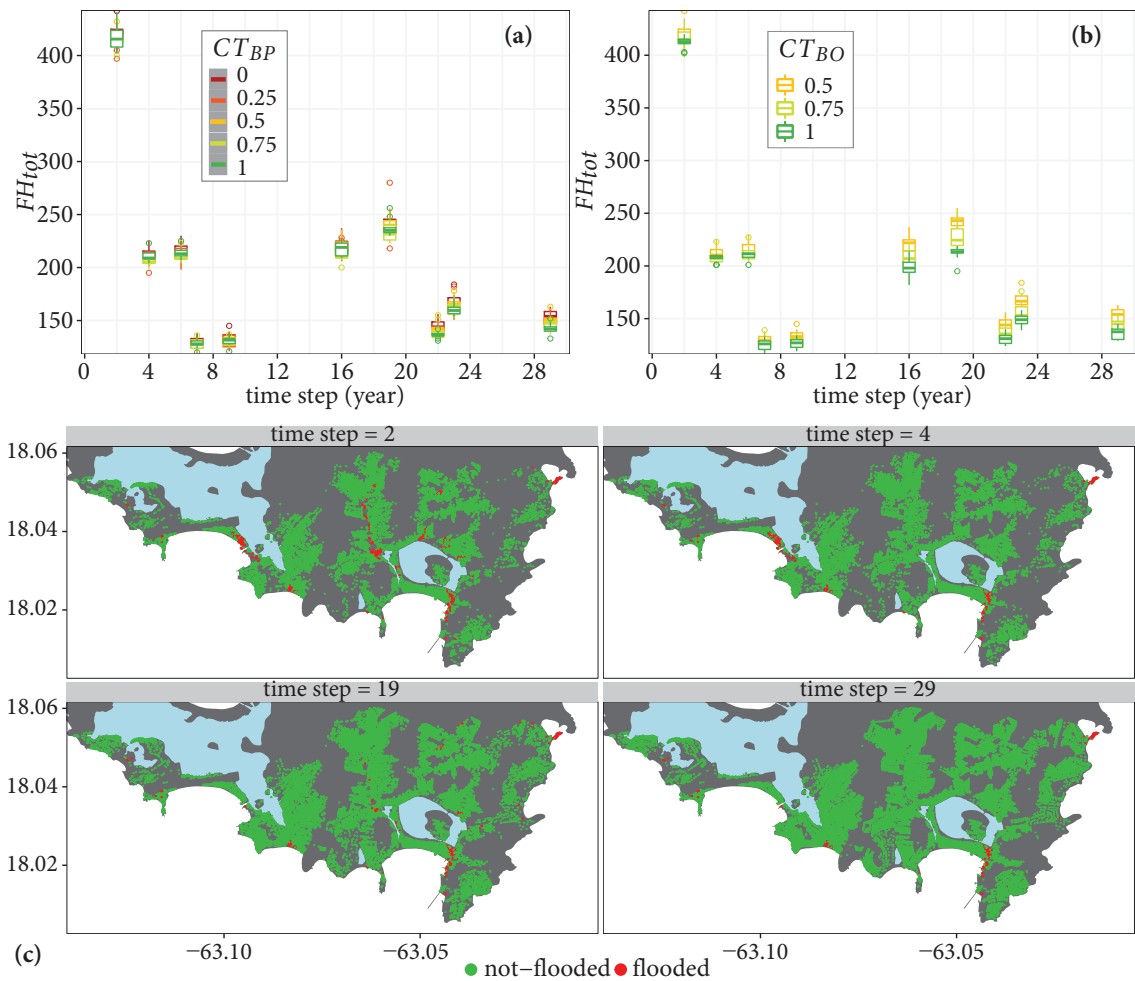 (a)
400
350
300
250
200
150
FHtot
CT_BP
0
0.25
0.5
0.75
1
0 4 8 12 16 20 24 28
time step (year)
(b)
400
350
300
250
200
150
FHtot
CT_BO
0.5
0.75
1
0 4 8 12 16 20 24 28
time step (year)
time step = 2
time step = 4
18.06
18.04
18.02
time step = 19
time step = 29
18.06
18.04
18.02
−63.10 −63.05 −63.10 −63.05
(c)
not−flooded flooded